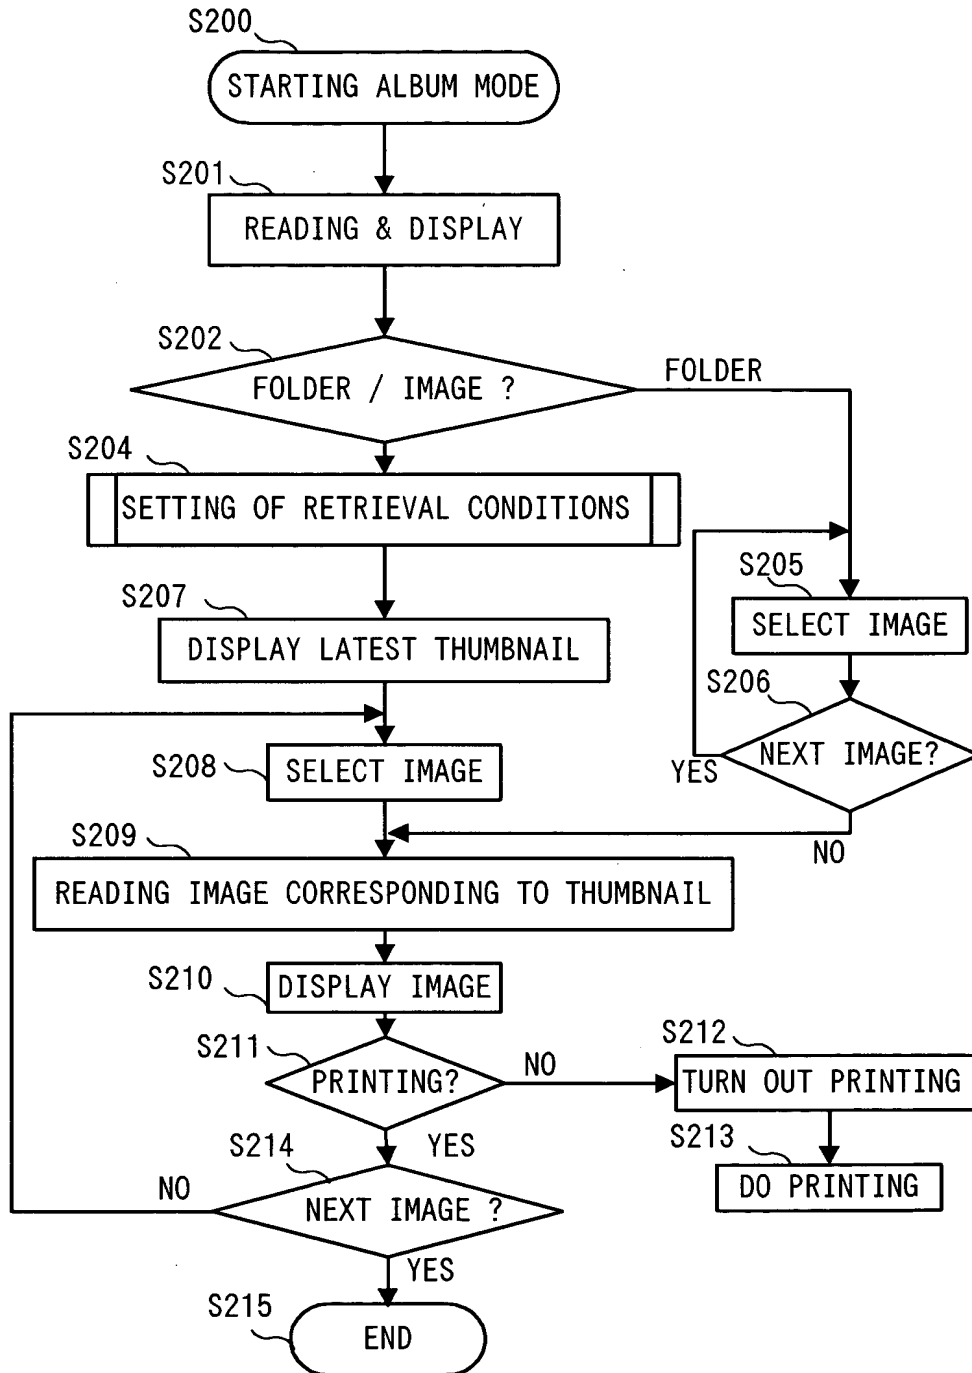 S200
STARTING ALBUM MODE
S201
READING & DISPLAY
S202
FOLDER / IMAGE ?
FOLDER
S204
SETTING OF RETRIEVAL CONDITIONS
S205
SELECT IMAGE
S206
NEXT IMAGE?
YES
NO
S207
DISPLAY LATEST THUMBNAIL
S208
SELECT IMAGE
S209
READING IMAGE CORRESPONDING TO THUMBNAIL
S210
DISPLAY IMAGE
S211
PRINTING?
NO
S212
TURN OUT PRINTING
S213
DO PRINTING
YES
S214
NEXT IMAGE ?
NO
YES
S215
END